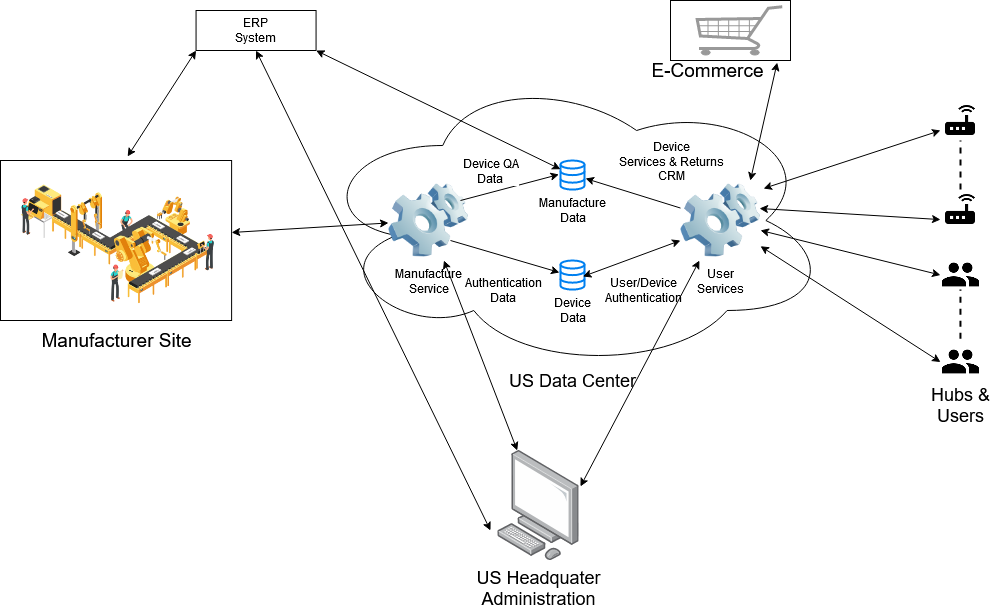 ERP
System
E-Commerce
Device
Services & Returns
CRM
Device QA
Data
Manufacture
Data
Manufacture
Service
Authentication
Data
Device
Data
User/Device
Authentication
User
Services
Manufacturer Site
US Data Center
Hubs &
Users
US Headquater
Administration